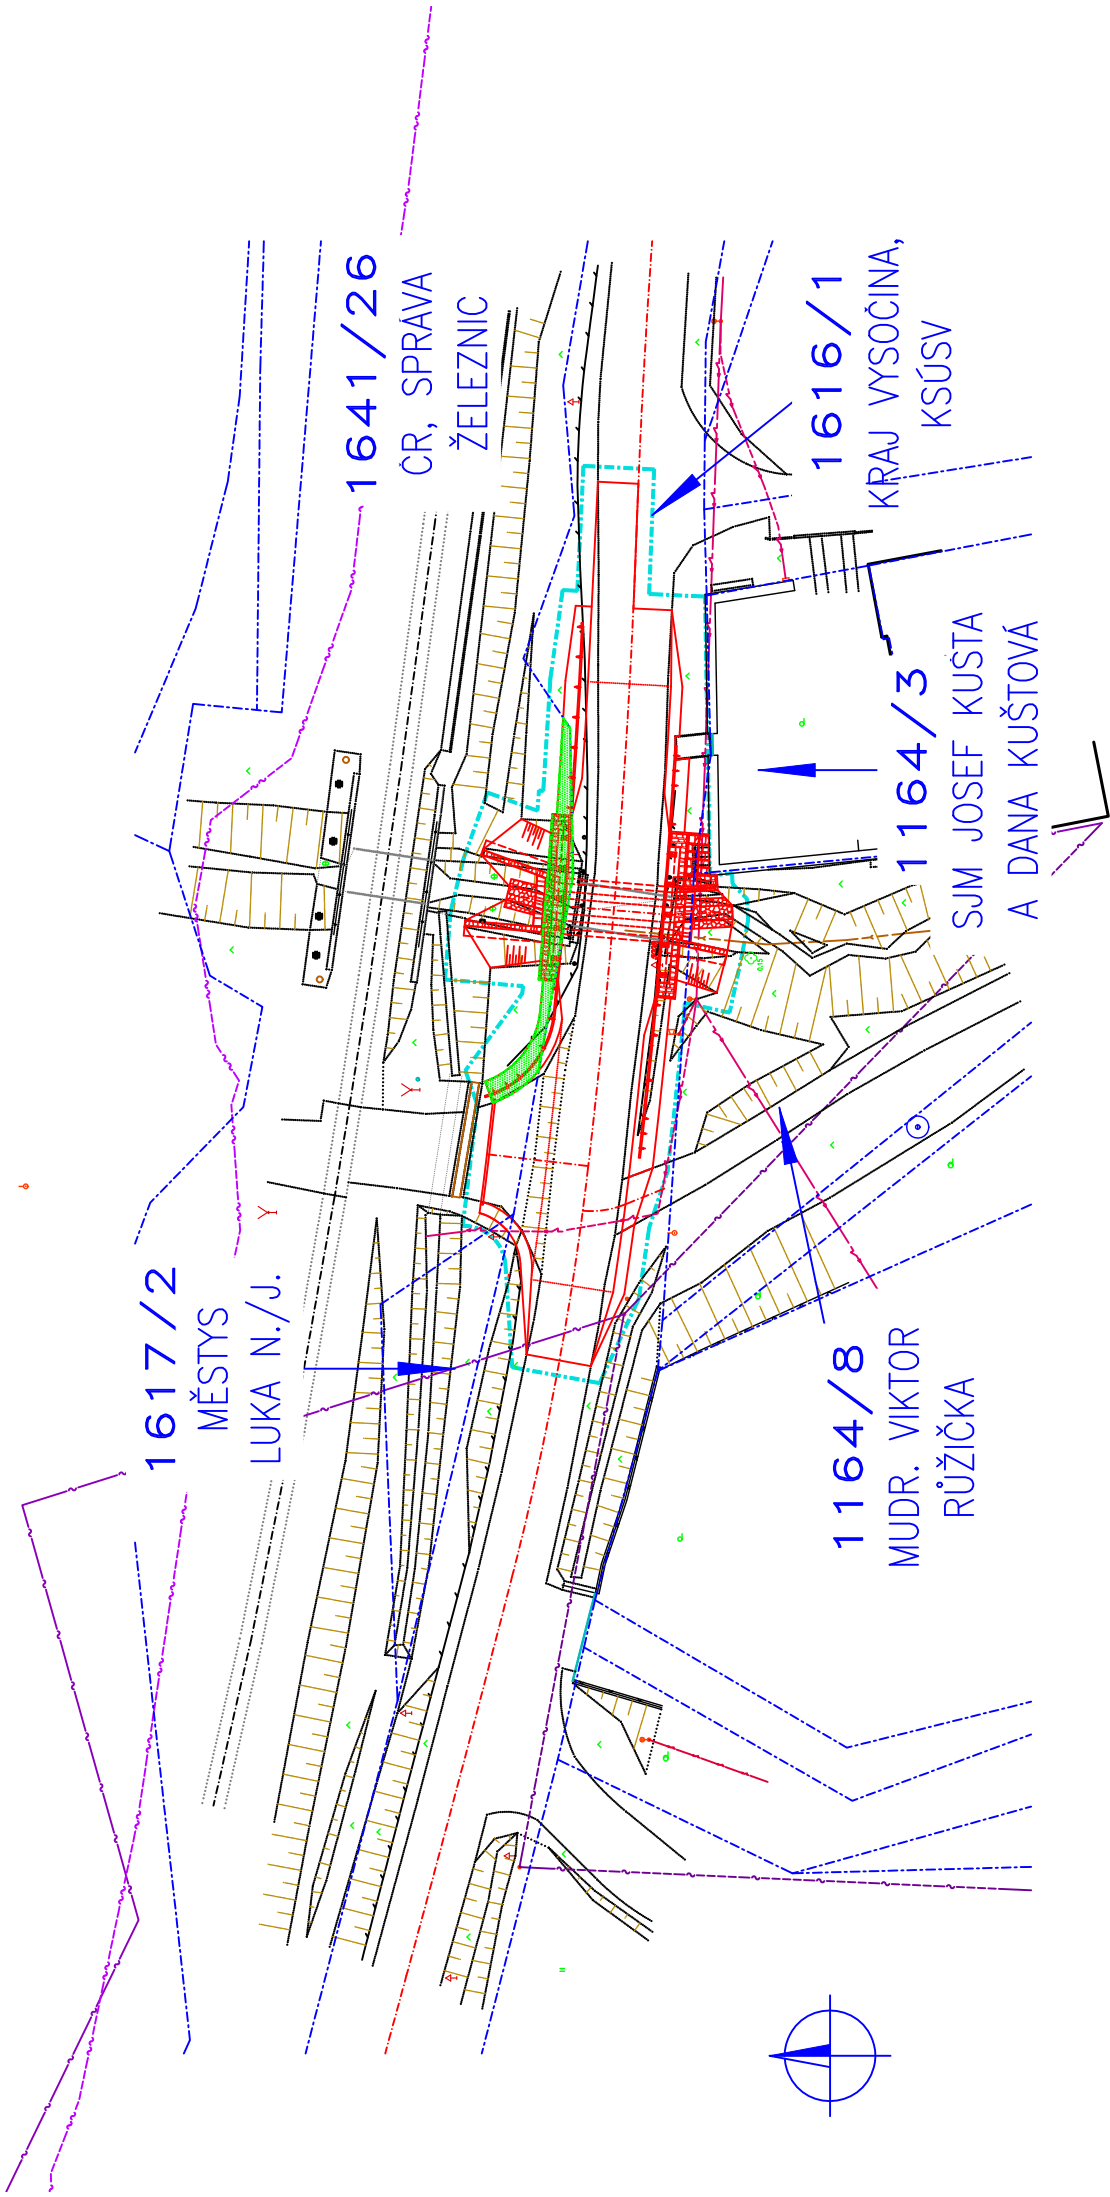 1641/26
ČR, SPRÁVA
ŽELEZNIC
1616/1
KRAJ VYSOČINA,
KSÚSV
1164/3
SJM JOSEF KUŠTA
A DANA KUŠTOVÁ
1617/2
MĚSTYS
LUKA N./J.
1164/8
MUDR. VIKTOR
RŮŽIČKA